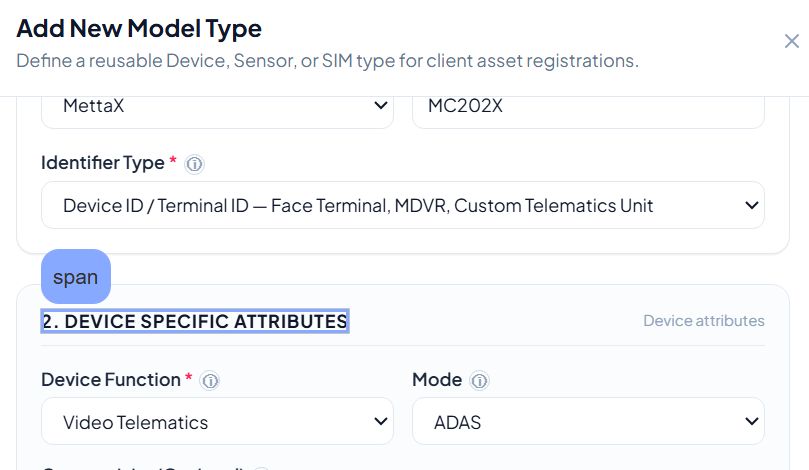 Add New Model Type
Define a reusable Device, Sensor, or SIM type for client asset registrations.
MettaX
MC202X
Identifier Type *
Device ID / Terminal ID — Face Terminal, MDVR, Custom Telematics Unit
span
2. DEVICE SPECIFIC ATTRIBUTES
Device attributes
Device Function *
Mode
Video Telematics
ADAS